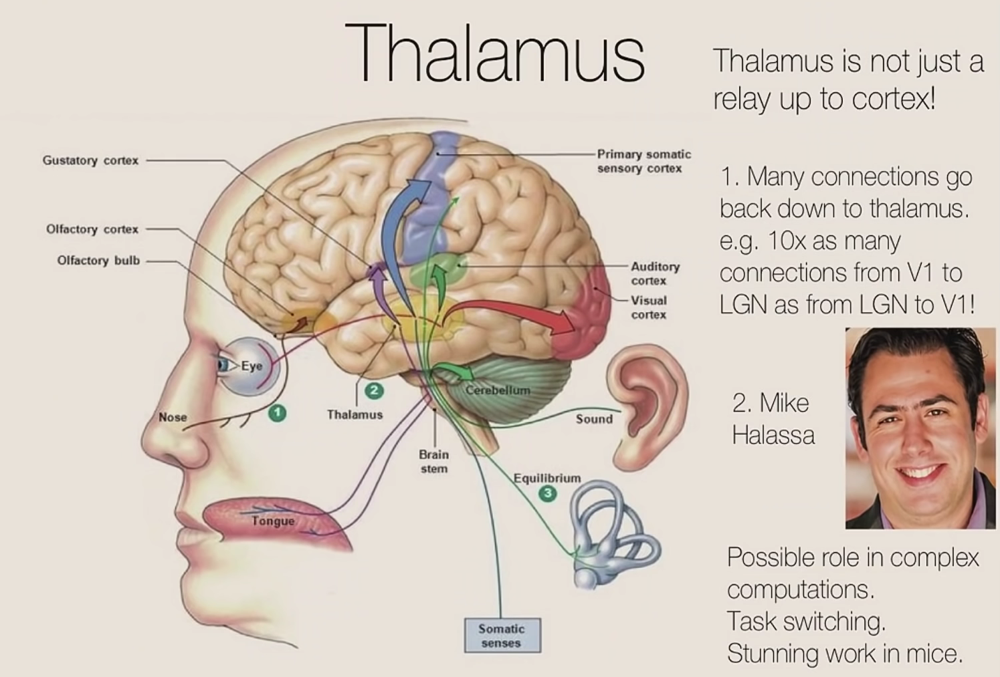 Thalamus
Thalamus is not just a
relay up to cortex!
Gustatory cortex
Olfactory cortex
Olfactory bulb
Primary somatic
sensory cortex
Auditory
cortex
Visual
cortex
Eye
Nose
1
2
Thalamus
Cerebellum
Sound
Brain
stem
Equilibrium
3
Tongue
Somatic
senses
1. Many connections go
back down to thalamus.
e.g. 10x as many
connections from V1 to
LGN as from LGN to V1!
2. Mike
Halassa
Possible role in complex
computations.
Task switching.
Stunning work in mice.